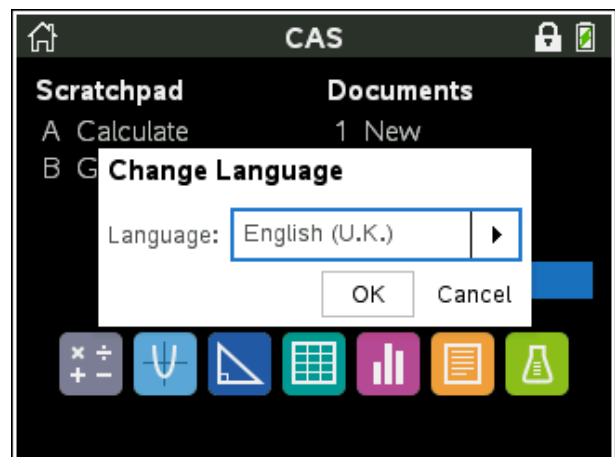 CAS
Scratchpad Documents
A Calculate 1 New
B G
Change Language
Language: English (U.K.)
OK Cancel